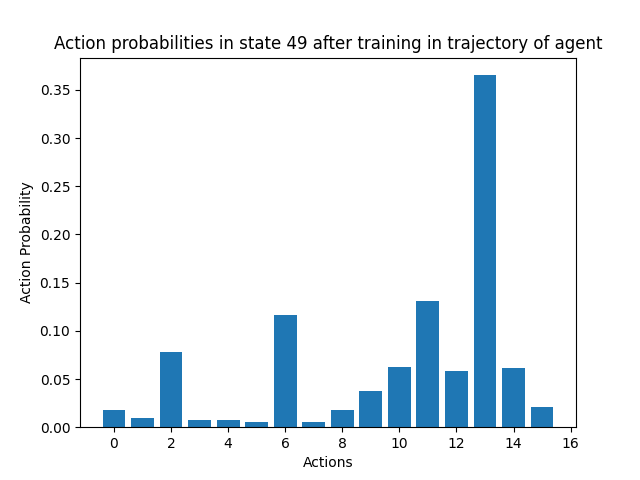 Action probabilities in state 49 after training in trajectory of agent
0.35
0.30
0.25
0.20
0.15
0.10
0.05
0.00
Action Probability
0 2 4 6 8 10 12 14 16
Actions